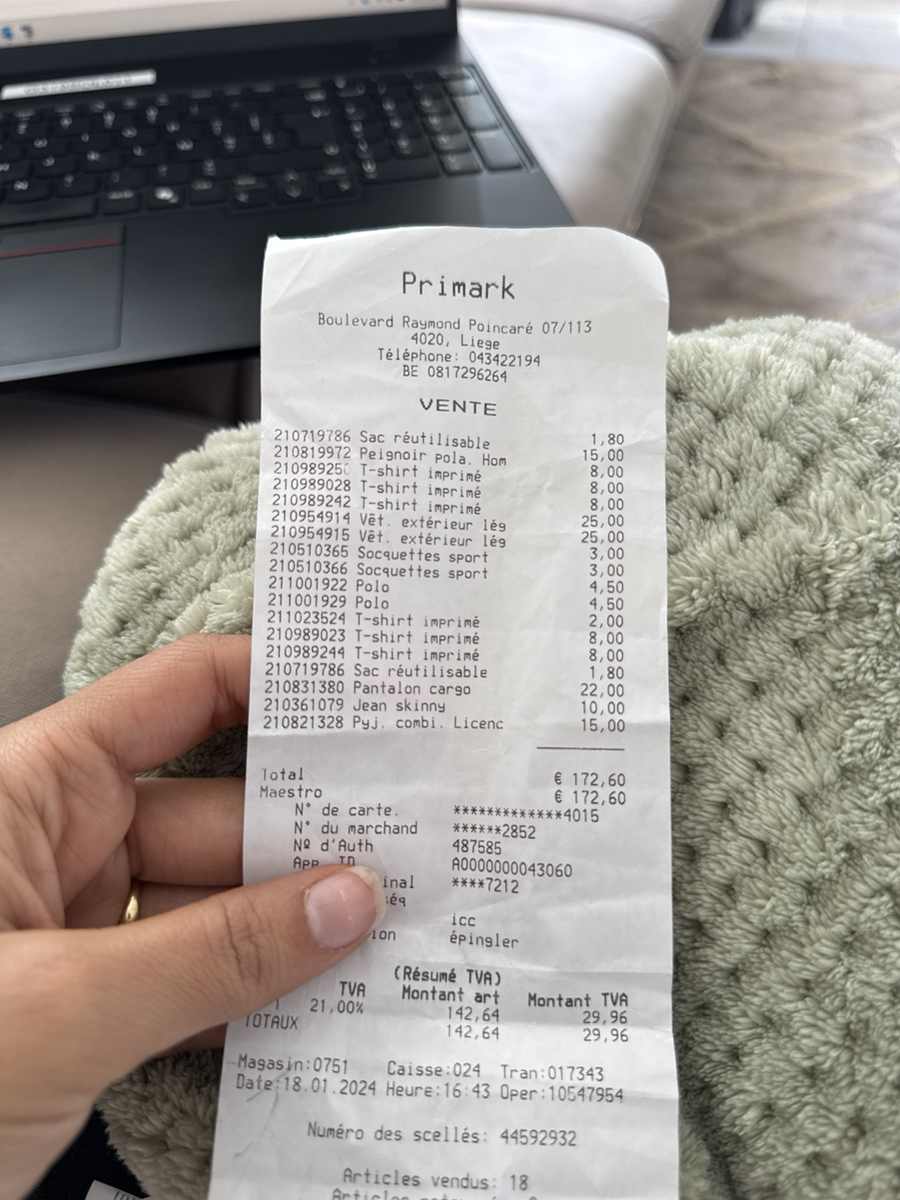 Primark
Boulevard Raymond Poincaré 07/113
4020, Liege
Téléphone: 043422194
BE 0817296264
VENTE
210719786 Sac réutilisable 1,80
210819972 Peignoir pola. Hom 15,00
21098925 T-shirt imprimé 8,00
210989028 T-shirt imprimé 8,00
210989242 T-shirt imprimé 8,00
210954914 Vêt. extérieur lég 25,00
210954915 Vêt. extérieur lég 25,00
210510365 Socquettes sport 3,00
210510366 Socquettes sport 3,00
211001922 Polo 4,50
211001929 Polo 4,50
211023524 T-shirt imprimé 2,00
210989023 T-shirt imprimé 8,00
210989244 T-shirt imprimé 8,00
210719786 Sac réutilisable 1,80
210831380 Pantalon cargo 22,00
210361079 Jean skinny 10,00
210821328 Pyj. combi. Licenc 15,00
Total € 172,60
Maestro € 172,60
N° de carte. *************4015
N° du marchand ******2852
Nº d'Auth 487585
App. ID A0000000043060
inal ****7212
séq
icc
ion épingler
(Résumé TVA)
TVA Montant art Montant TVA
21,00% 142,64 29,96
TOTAUX 142,64 29,96
Magasin:0751 Caisse:024 Tran:017343
Date:18.01.2024 Heure:16:43 Oper:10547954
Numéro des scellés: 44592932
Articles vendus: 18
Articles